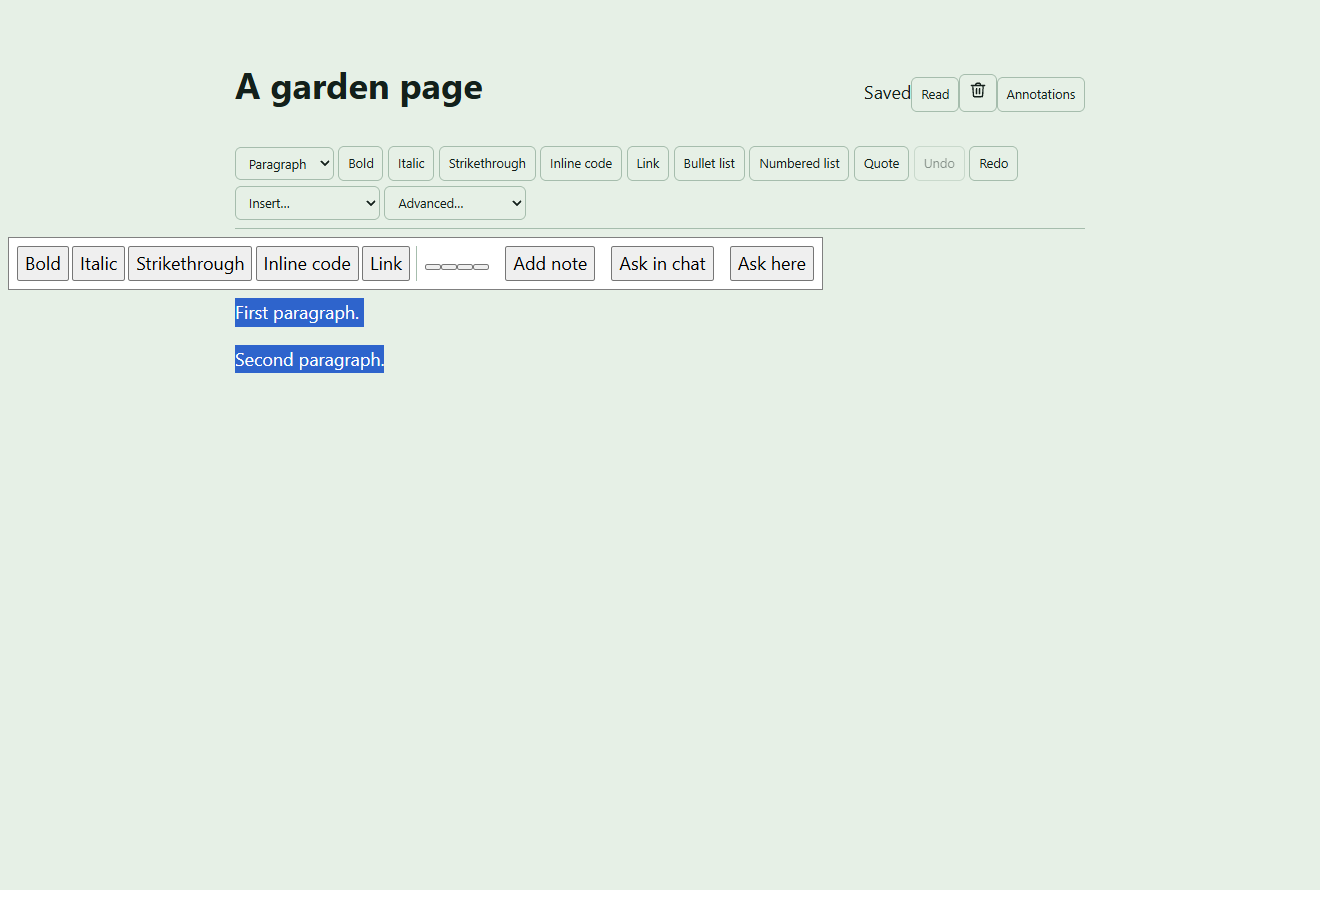 A garden page
Saved Read Annotations
Paragraph Bold Italic Strikethrough Inline code Link Bullet list Numbered list Quote Undo Redo
Insert... Advanced...
Bold Italic Strikethrough Inline code Link Add note Ask in chat Ask here
First paragraph.
Second paragraph.